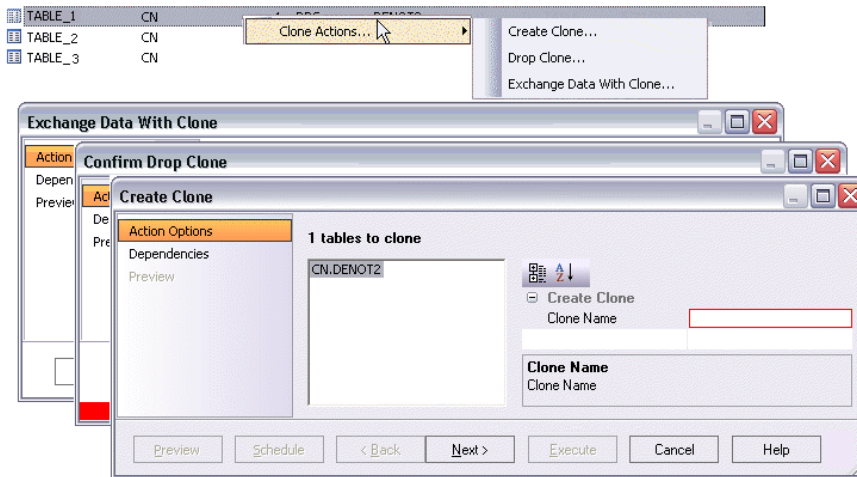 TABLE_1 CN
TABLE_2 CN
TABLE_3 CN
Clone Actions...
Create Clone...
Drop Clone...
Exchange Data With Clone...
Exchange Data With Clone
Action
Depen
Confirm Drop Clone
De
Pre
Create Clone
Action Options
Dependencies
Preview
1 tables to clone
CN.DENOT2
Create Clone
Clone Name
Clone Name
Clone Name
Preview
Schedule
< Back
Next >
Execute
Cancel
Help